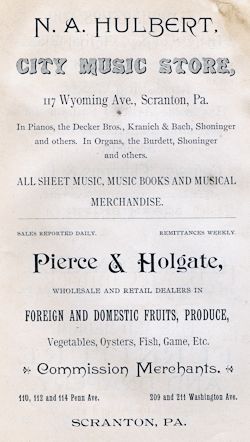 N. A. HULBERT,
CITY MUSIC STORE,
117 Wyoming Ave., Scranton, Pa.
In Pianos, the Decker Bros., Kranich & Bach, Shoninger
and others. In Organs, the Burdett, Shoninger
and others.
ALL SHEET MUSIC, MUSIC BOOKS AND MUSICAL
MERCHANDISE.
SALES REPORTED DAILY. REMITTANCES WEEKLY.
Pierce & Holgate,
WHOLESALE AND RETAIL DEALERS IN
FOREIGN AND DOMESTIC FRUITS, PRODUCE,
Vegetables, Oysters, Fish, Game, Etc.
Commission Merchants.
110, 112 and 114 Penn Ave. 209 and 211 Washington Ave.
SCRANTON, PA.